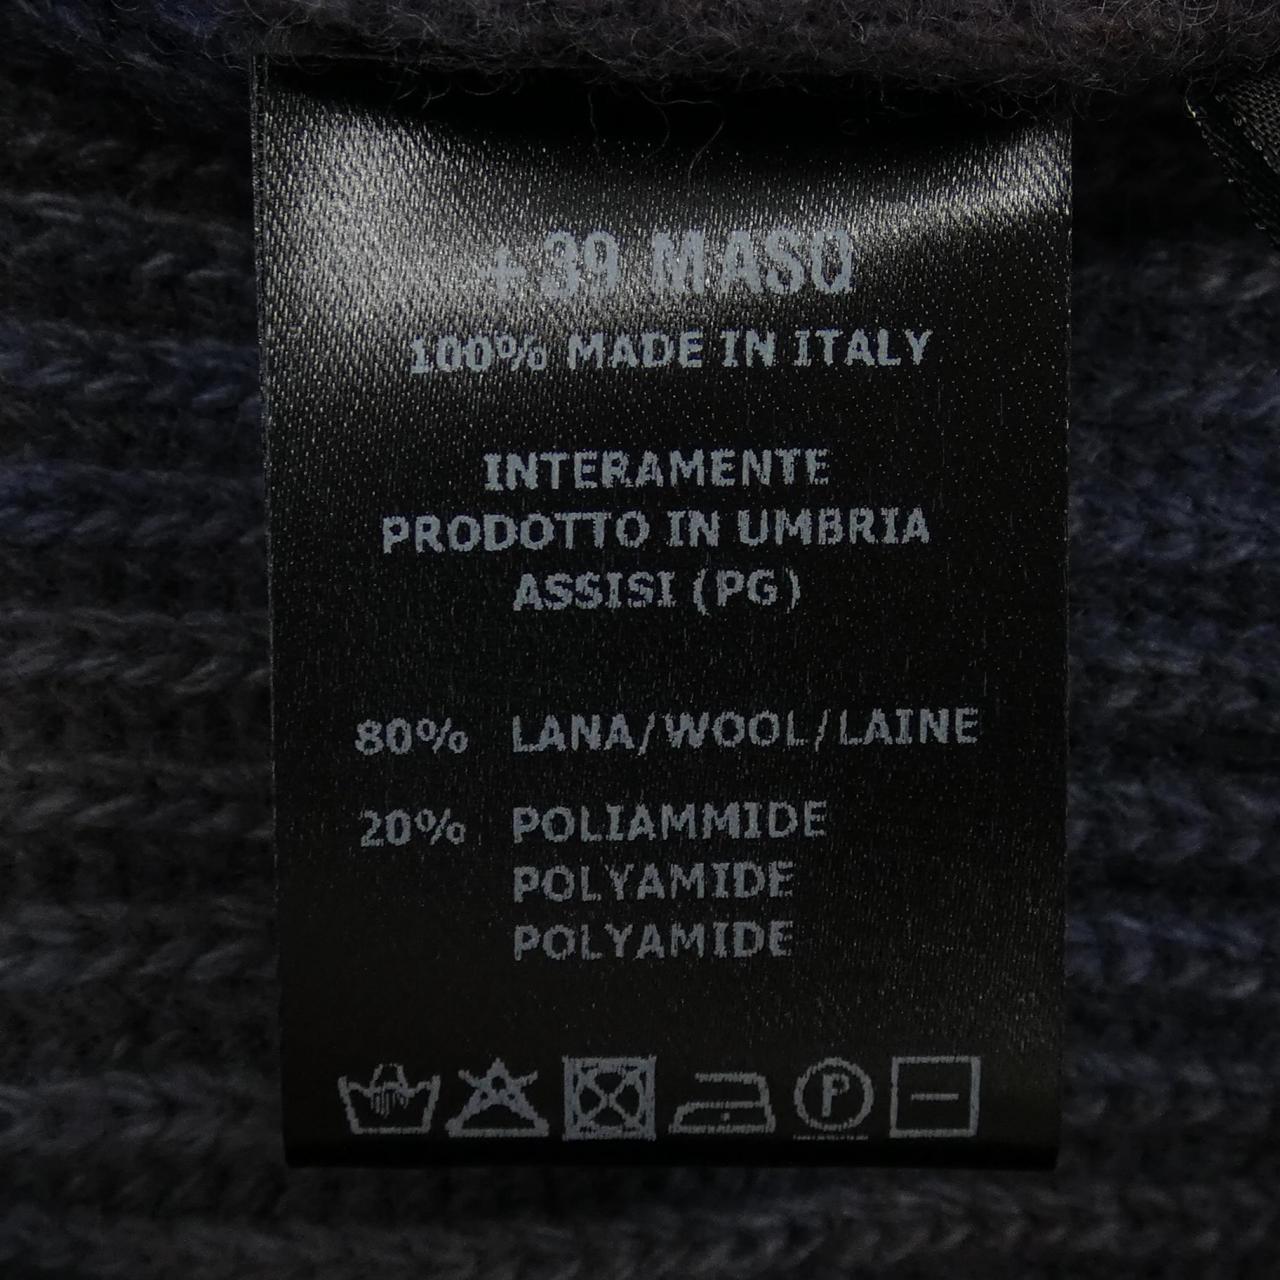 +39 MASQ
100% MADE IN ITALY
INTERAMENTE
PRODOTTO IN UMBRIA
ASSISI (PG)
80% LANA/WOOL/LAINE
20% POLIAMMIDE
POLYAMIDE
POLYAMIDE
P